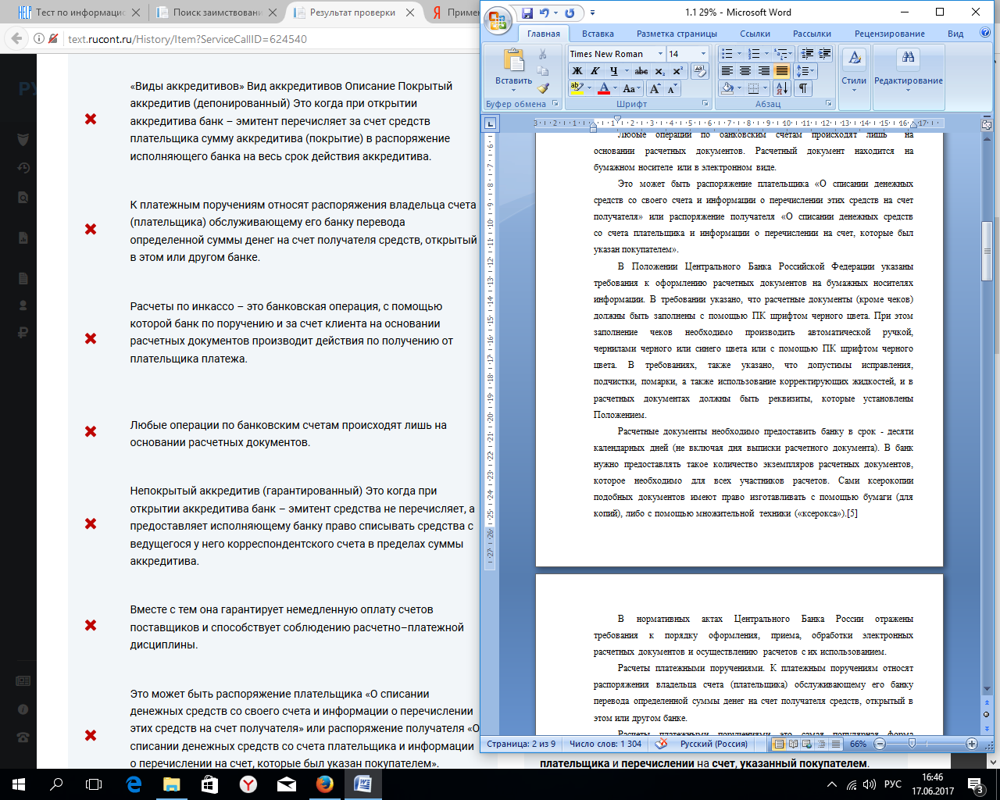 Тест по информацис
Поиск заимствовани
Результат проверки
Примен
text.rucont.ru/History/Item?ServiceCallID=624540
«Виды аккредитивов» Вид аккредитивов Описание Покрытый
аккредитив (депонированный) Это когда при открытии
аккредитива банк – эмитент перечисляет за счет средств
плательщика сумму аккредитива (покрытие) в распоряжение
исполняющего банка на весь срок действия аккредитива.
К платежным поручениям относят распоряжения владельца счета
(плательщика) обслуживающему его банку перевода
определенной суммы денег на счет получателя средств, открытый
в этом или другом банке.
Расчеты по инкассо – это банковская операция, с помощью
которой банк по поручению и за счет клиента на основании
расчетных документов производит действия по получению от
плательщика платежа.
Любые операции по банковским счетам происходят лишь на
основании расчетных документов.
Непокрытый аккредитив (гарантированный) Это когда при
открытии аккредитива банк – эмитент средства не перечисляет, а
предоставляет исполняющему банку право списывать средства с
ведущегося у него корреспондентского счета в пределах суммы
аккредитива.
Вместе с тем она гарантирует немедленную оплату счетов
поставщиков и способствует соблюдению расчетно–платежной
дисциплины.
Это может быть распоряжение плательщика «О списании
денежных средств со своего счета и информации о перечислении
этих средств на счет получателя» или распоряжение получателя «О
списании денежных средств со счета плательщика и информации
о перечислении на счет, которые был указан покупателем».
1.1 29% - Microsoft Word
Главная Вставка Разметка страницы Ссылки Рассылки Рецензирование Вид
Times New Roman 14
Вставить
Стили
Редактирование
Буфер обмена Шрифт Абзац
Любые операции по банковским счетам происходят лишь на
основании расчетных документов. Расчетный документ находится на
бумажном носителе или в электронном виде.
Это может быть распоряжение плательщика «О списании денежных
средств со своего счета и информации о перечислении этих средств на счет
получателя» или распоряжение получателя «О списании денежных средств
со счета плательщика и информации о перечислении на счет, которые был
указан покупателем».
В Положении Центрального Банка Российской Федерации указаны
требования к оформлению расчетных документов на бумажных носителях
информации. В требовании указано, что расчетные документы (кроме чеков)
должны быть заполнены с помощью ПК шрифтом черного цвета. При этом
заполнение чеков необходимо производить автоматической ручкой,
чернилами черного или синего цвета или с помощью ПК шрифтом черного
цвета. В требованиях, также указано, что допустимы исправления,
подчистки, помарки, а также использование корректирующих жидкостей, и в
расчетных документах должны быть реквизиты, которые установлены
Положением.
Расчетные документы необходимо предоставить банку в срок - десяти
календарных дней (не включая дня выписки расчетного документа). В банк
нужно предоставлять такое количество экземпляров расчетных документов,
которое необходимо для всех участников расчетов. Сами ксерокопии
подобных документов имеют право изготавливать с помощью бумаги (для
копий), либо с помощью множительной техники («ксерокса»).[5]
В нормативных актах Центрального Банка России отражены
требования к порядку оформления, приема, обработки электронных
расчетных документов и осуществлению расчетов с их использованием.
Расчеты платежными поручениями. К платежным поручениям относят
распоряжения владельца счета (плательщика) обслуживающему его банку
перевода определенной суммы денег на счет получателя средств, открытый в
этом или другом банке.
Расчеты платежными поручениями это самая популярная форма
Страница: 2 из 9 Число слов: 1 304 Русский (Россия) 66%
плательщика и перечислении на счет, указанный покупателем.
РУС
16:46
17.06.2017
3